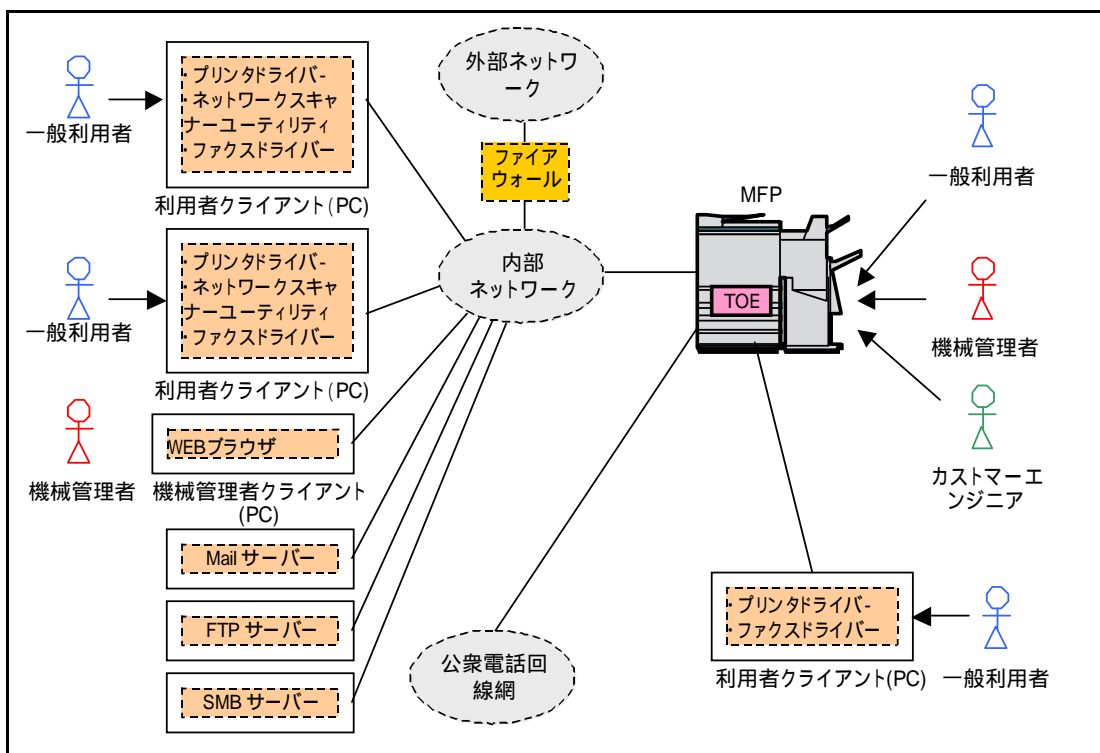 外部ネットワ
ーク
・プリンタドライバｰ
・ネットワークスキャ
ナーユーティリティ
・ファクスドライバー
一般利用者
利用者クライアント(PC)
ファイア
ウォール
MFP
一般利用者
内部
ネットワーク
・プリンタドライバｰ
・ネットワークスキャ
ナーユーティリティ
・ファクスドライバー
一般利用者
利用者クライアント(PC)
TOE
機械管理者
WEBブラウザ
機械管理者
機械管理者クライアント
(PC)
カストマーエ
ンジニア
Mail サーバー
FTP サーバー
SMB サーバー
公衆電話回
線網
・プリンタドライバｰ
・ファクスドライバー
利用者クライアント(PC)
一般利用者